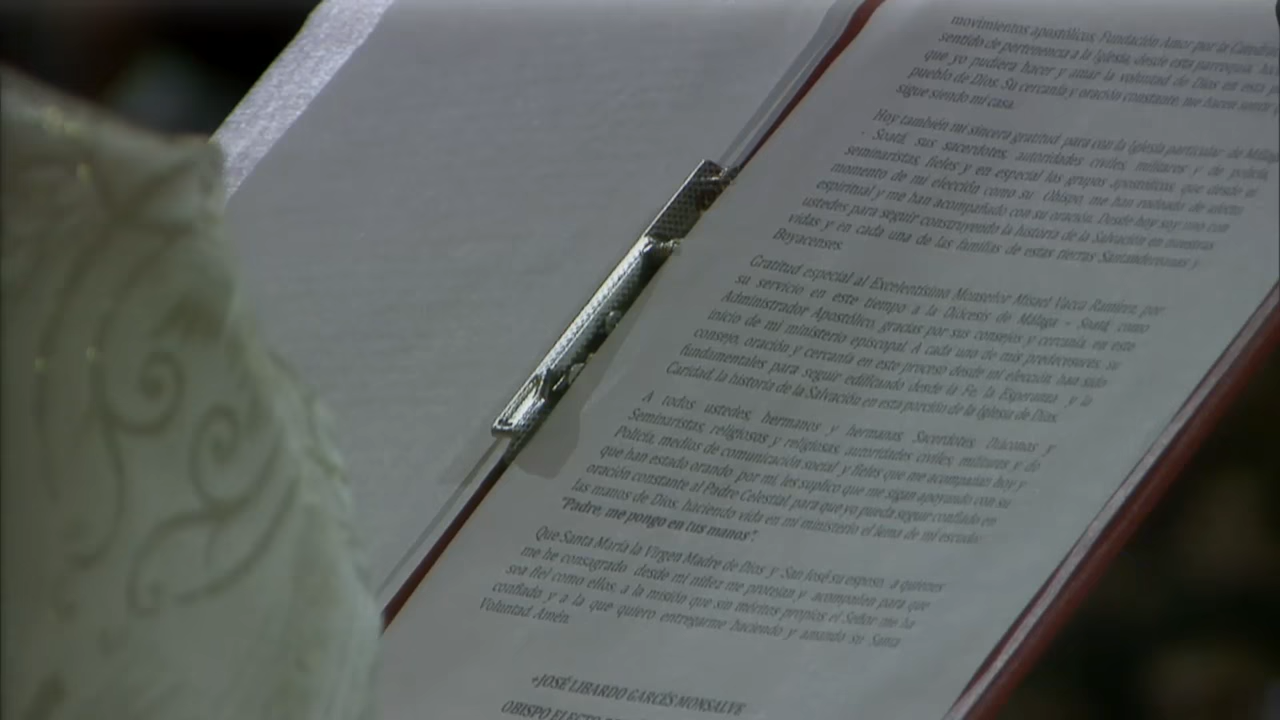 movimientos apostólicos, Fundación Amor por la Catedral
sentido de pertenencia a la Iglesia, desde esta parroquia,
que yo pudiera hacer y amar la voluntad de Dios en esta
pueblo de Dios. Su cercanía y oración constante, me hacen sentir
sigue siendo mi casa.
Hoy también mi sincera gratitud para con la Iglesia particular de Málaga
- Soatá, sus sacerdotes, autoridades civiles, militares y de policía,
seminaristas, fieles y en especial los grupos apostólicos, que desde el
momento de mi elección como su Obispo, me han rodeado de afecto
espiritual y me han acompañado con su oración. Desde hoy soy uno con
ustedes para seguir construyendo la historia de la Salvación en nuestras
vidas y en cada una de las familias de estas tierras Santandereanas y
Boyacenses.
Gratitud especial al Excelentísimo Monseñor Misael Vacca Ramírez, por
su servicio en este tiempo a la Diócesis de Málaga – Soatá, como
Administrador Apostólico, gracias por sus consejos y cercanía, en este
inicio de mi ministerio episcopal. A cada uno de mis predecesores, su
consejo, oración y cercanía en este proceso desde mi elección, han sido
fundamentales para seguir edificando desde la Fe, la Esperanza y la
Caridad, la historia de la Salvación en esta porción de la Iglesia de Dios.
A todos ustedes, hermanos y hermanas Sacerdotes, Diáconos y
Seminaristas, religiosos y religiosas, autoridades civiles, militares y de
Policía, medios de comunicación social y fieles que me acompañan hoy y
que han estado orando por mí, les suplico que me sigan apoyando con su
oración constante al Padre Celestial para que yo pueda seguir confiado en
las manos de Dios, haciendo vida en mi ministerio el lema de mi escudo:
"Padre, me pongo en tus manos".
Que Santa María la Virgen Madre de Dios y San José su esposo, a quienes
me he consagrado desde mi niñez me protejan y acompañen para que
sea fiel como ellos, a la misión que sin méritos propios el Señor me ha
confiado y a la que quiero entregarme haciendo y amando su Santa
Voluntad. Amén.
+JOSÉ LIBARDO GARCÉS MONSALVE
OBISPO ELECTO DE